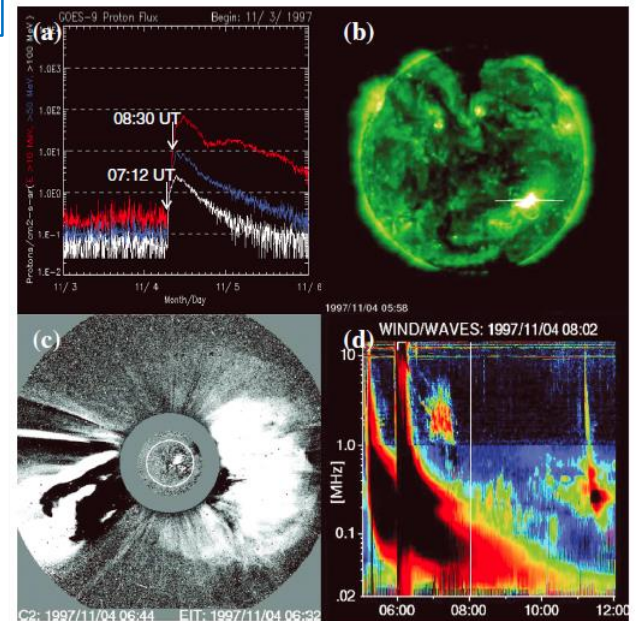 GOES-9 Proton Flux Begin: 11/ 3/ 1997
(a)
Protons/cm2-s-sr( >10 MeV, >50 MeV, >100 MeV)
1.0E3
1.0E2
08:30 UT
1.0E1
07:12 UT
1.0E0
1.E-1
1.E-2
11/ 3
11/ 4
11/ 5
11/ 6
Month/Day
(b)
1997/11/04 05:58
(c)
C2: 1997/11/04 06:44 EIT: 1997/11/04 06:32
WIND/WAVES: 1997/11/04 08:02
(d)
10
1.0
[MHz]
0.1
.02
06:00 08:00 10:00 12:00